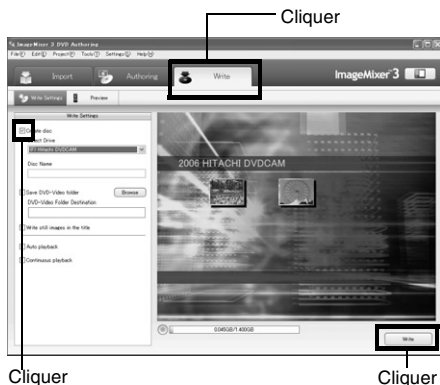 Cliquer
ImageMixer 3 DVD Authoring
File(F) Edit(E) Project(P) Tools(T) Settings(S) Help(H)
Import
Authoring
Write
ImageMixer 3
Write Settings
Preview
Write Settings
Create disc
Select Drive
Hitachi DVDCAM
Disc Name
Save DVD-Video folder
Browse
DVD-Video Folder Destination
Write still images in the title
Auto playback
Continuous playback
2006 HITACHI DVDCAM
0.045GB/1.400GB
Write
Cliquer
Cliquer